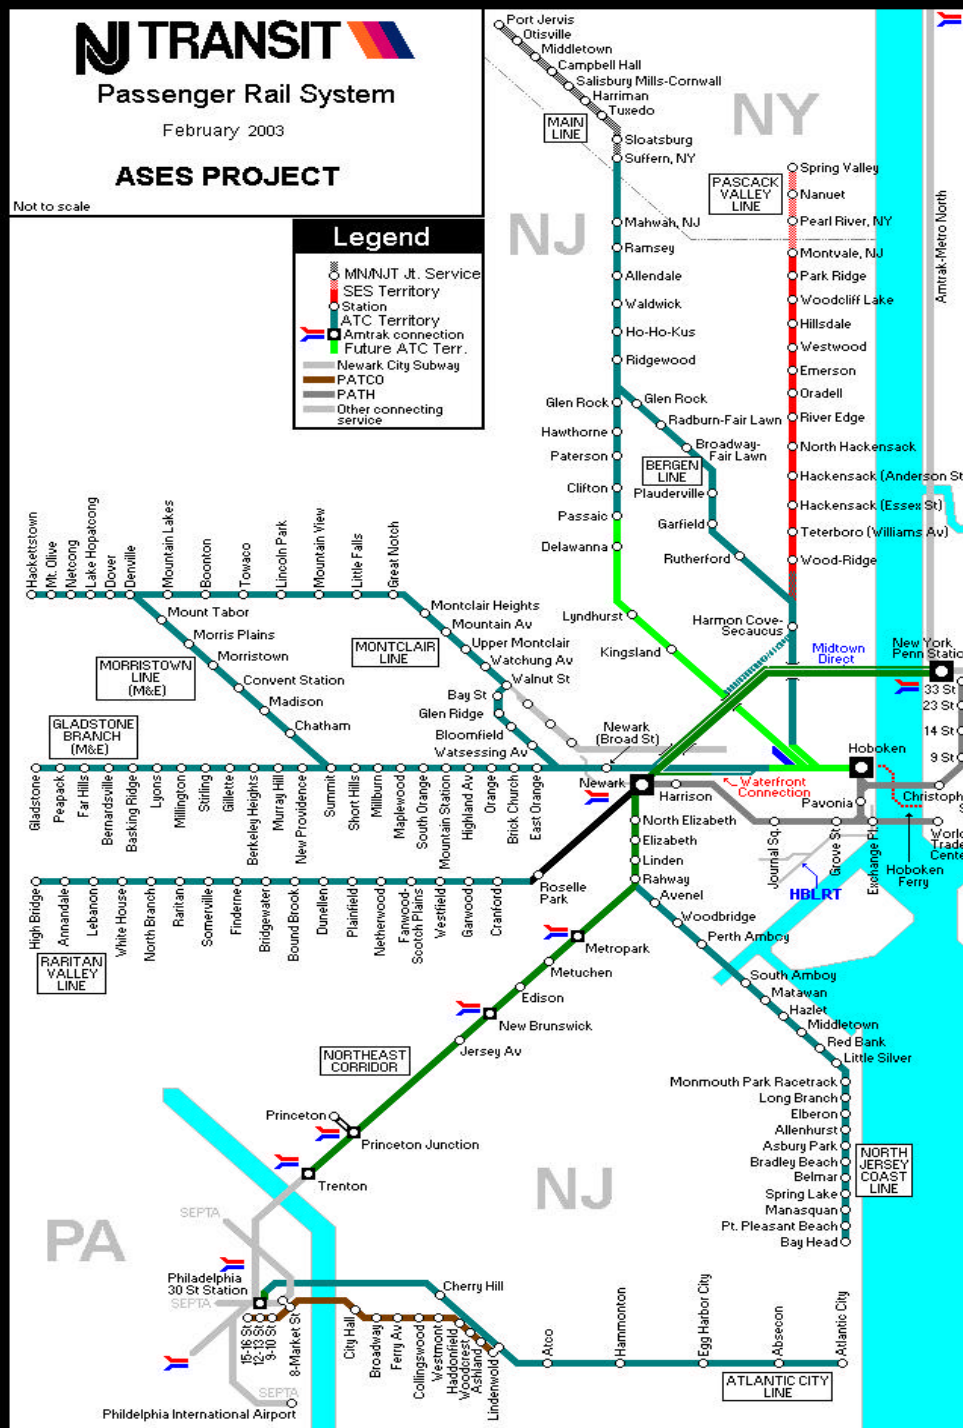 NJ TRANSIT
Passenger Rail System
February 2003
ASES PROJECT
Not to scale
Legend
MN/NJT Jt. Service
SES Territory
Station
ATC Territory
Amtrak connection
Future ATC Terr.
Newark City Subway
PATCO
PATH
Other connecting
service
Port Jervis
Otisville
Middletown
Campbell Hall
Salisbury Mills-Cornwall
Harriman
Tuxedo
MAIN
LINE
Sloatsburg
Suffern, NY
NY
NJ
PASCACK
VALLEY
LINE
Spring Valley
Nanuet
Pearl River, NY
Montvale, NJ
Park Ridge
Woodcliff Lake
Hillsdale
Westwood
Emerson
Oradell
River Edge
North Hackensack
Hackensack (Anderson St
Hackensack (Essex St)
Teterboro (Williams Av)
Wood-Ridge
Amtrak-Metro North
Mahwah, NJ
Ramsey
Allendale
Waldwick
Ho-Ho-Kus
Ridgewood
Glen Rock
Hawthorne
Paterson
Clifton
Passaic
Delawanna
Lyndhurst
Kingsland
Glen Rock
Radburn-Fair Lawn
Broadway-
Fair Lawn
BERGEN
LINE
Plauderville
Garfield
Rutherford
Harmon Cove-
Secaucus
Midtown
Direct
New York
Penn Statio
33 St
23 St
14 St
9 St
Christoph
S
World
Trade
Cente
Hackettstown
Mt. Olive
Netcong
Lake Hopatcong
Dover
Denville
Mountain Lakes
Boonton
Towaco
Lincoln Park
Mountain View
Little Falls
Great Notch
Mount Tabor
Morris Plains
Morristown
Convent Station
Madison
Chatham
MORRISTOWN
LINE
(M&E)
GLADSTONE
BRANCH
(M&E)
MONTCLAIR
LINE
Montclair Heights
Mountain Av
Upper Montclair
Watchung Av
Walnut St
Bay St
Glen Ridge
Bloomfield
Watsessing Av
Newark
(Broad St)
Newark
Harrison
Waterfront
Connection
Hoboken
Pavonia
Journal Sq.
Grove St
Exchange Pl.
Hoboken
Ferry
HBLRT
Gladstone
Peapack
Far Hills
Bernardsville
Basking Ridge
Lyons
Millington
Stirling
Gillette
Berkeley Heights
Murray Hill
New Providence
Summit
Short Hills
Millburn
Maplewood
South Orange
Mountain Station
Highland Av
Orange
Brick Church
East Orange
High Bridge
Annandale
Lebanon
White House
North Branch
Raritan
Somerville
Finderne
Bridgewater
Bound Brook
Dunellen
Plainfield
Netherwood
Fanwood-
Scotch Plains
Westfield
Garwood
Cranford
Roselle
Park
RARITAN
VALLEY
LINE
North Elizabeth
Elizabeth
Linden
Rahway
Avenel
Woodbridge
Perth Amboy
South Amboy
Matawan
Hazlet
Middletown
Red Bank
Little Silver
Monmouth Park Racetrack
Long Branch
Elberon
Allenhurst
Asbury Park
Bradley Beach
Belmar
Spring Lake
Manasquan
Pt. Pleasant Beach
Bay Head
NORTH
JERSEY
COAST
LINE
Metropark
Metuchen
Edison
New Brunswick
Jersey Av
NORTHEAST
CORRIDOR
Princeton
Princeton Junction
Trenton
NJ
PA
SEPTA
Philadelphia
30 St Station
SEPTA
SEPTA
Phildelphia International Airport
15-16 St
12-13 St
9-10 St
8-Market St
City Hall
Broadway
Ferry Av
Collingswood
Westmont
Haddonfield
Woodcrest
Ashland
Lindenwold
Cherry Hill
Atco
Hammonton
Egg Harbor City
Absecon
Atlantic City
ATLANTIC CITY
LINE